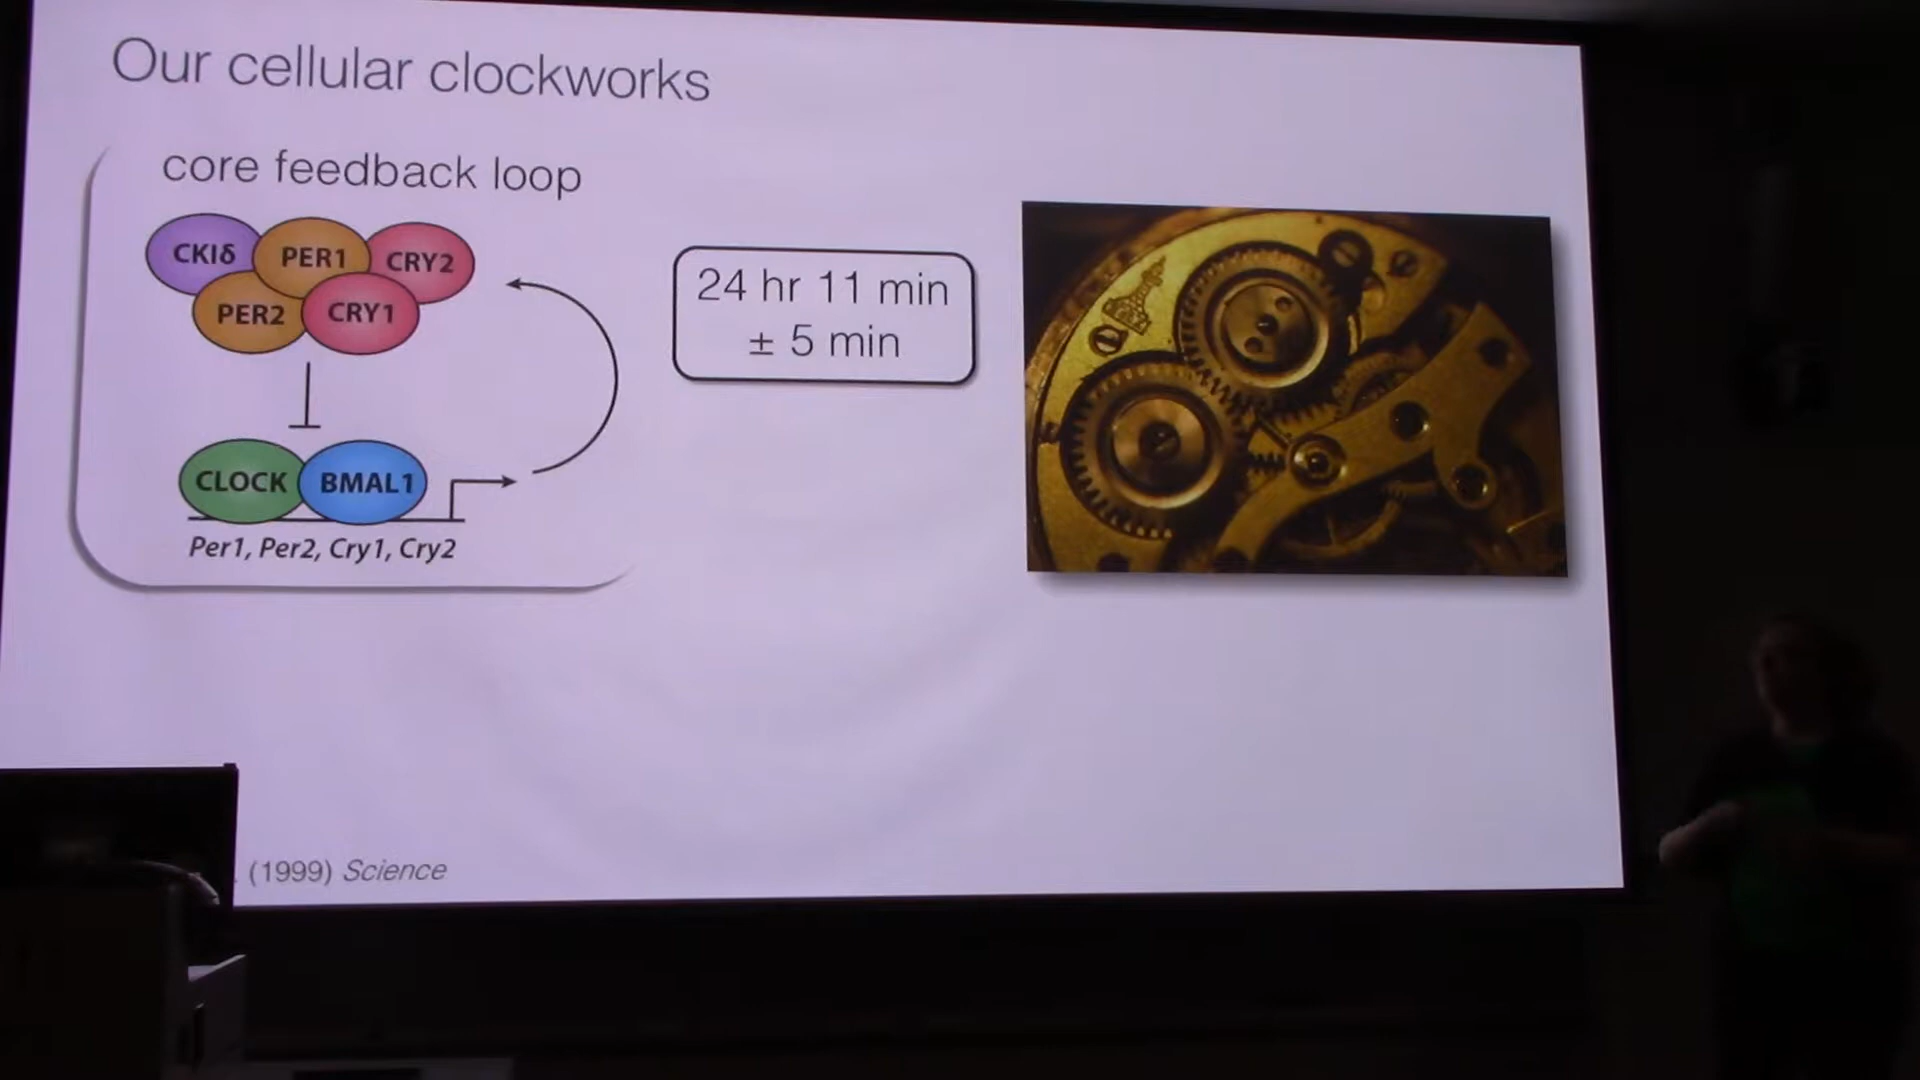 Our cellular clockworks
core feedback loop
CKIδ PER1 CRY2
PER2 CRY1
24 hr 11 min
± 5 min
CLOCK BMAL1
Per1, Per2, Cry1, Cry2
(1999) Science